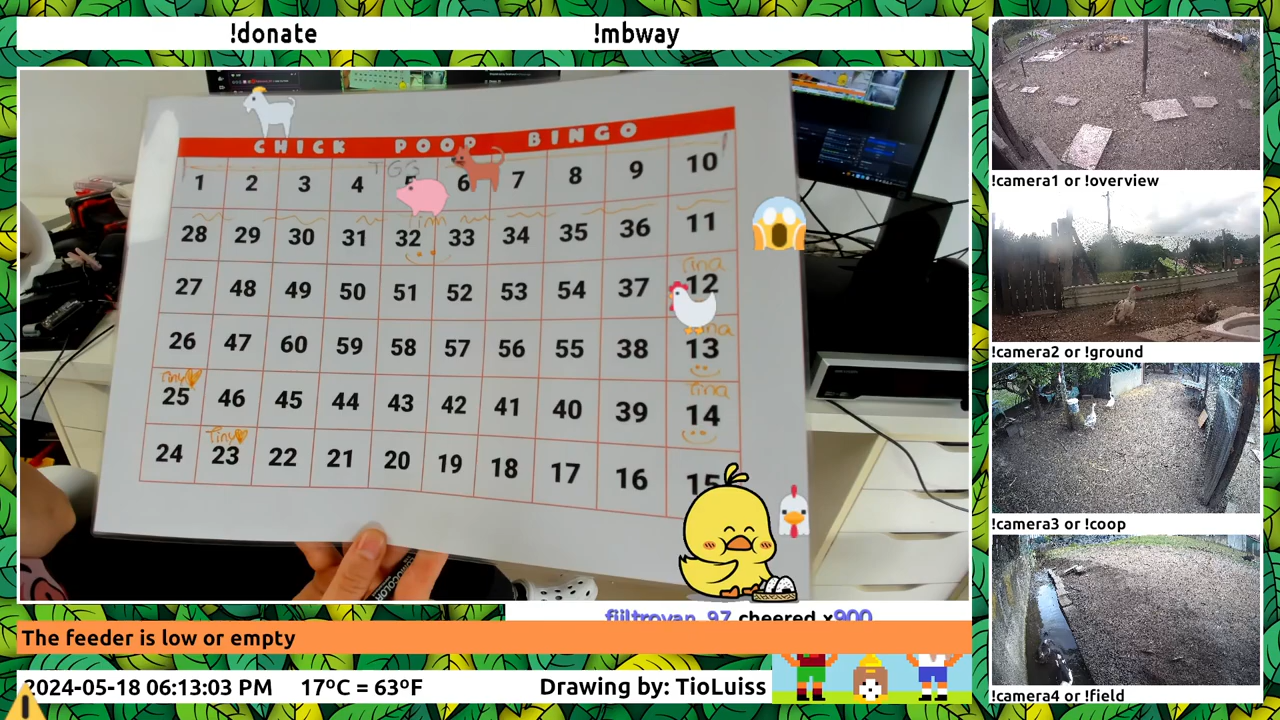 !donate
!mbway
CHICK POOP BINGO
TGS
1 2 3 4 5 6 7 8 9 10
28 29 30 31 32 33 34 35 36 11
Tina
27 48 49 50 51 52 53 54 37 12
26 47 60 59 58 57 56 55 38 13
Tiny
Tina
25 46 45 44 43 42 41 40 39 14
Tiny
24 23 22 21 20 19 18 17 16 15
!camera1 or !overview
!camera2 or !ground
!camera3 or !coop
!camera4 or !field
cheered x900
The feeder is low or empty
2024-05-18 06:13:03 PM 17ºC = 63ºF
Drawing by: TioLuiss